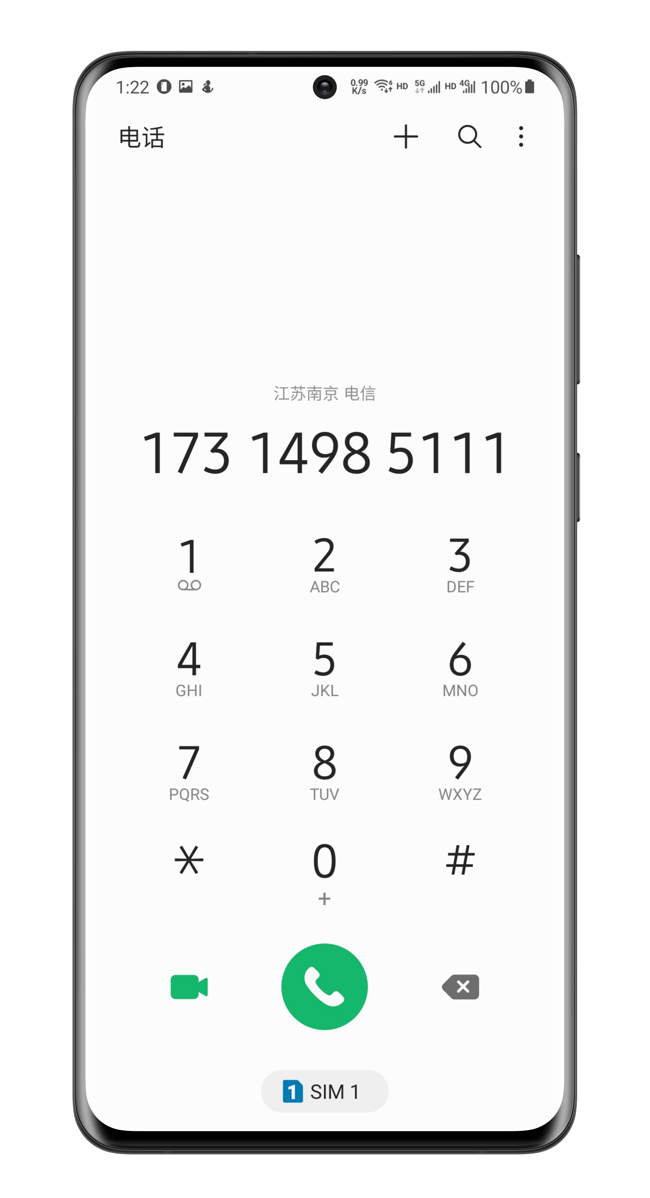 1:22 0.99 K/s 6 HD 5G HD 4G 100%
电话
江苏南京 电信
173 1498 5111
1 2 3
ABC DEF
4 5 6
GHI JKL MNO
7 8 9
PQRS TUV WXYZ
* 0 #
+
1 SIM 1